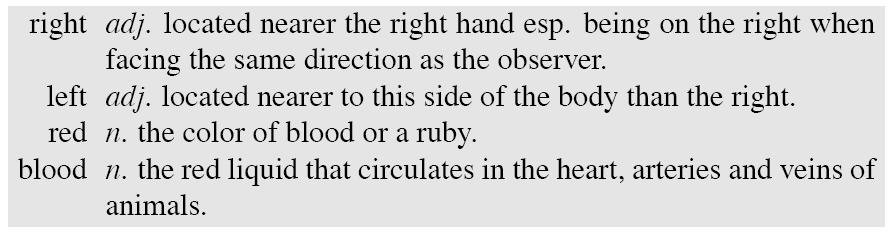 right adj. located nearer the right hand esp. being on the right when
facing the same direction as the observer.
left adj. located nearer to this side of the body than the right.
red n. the color of blood or a ruby.
blood n. the red liquid that circulates in the heart, arteries and veins of
animals.